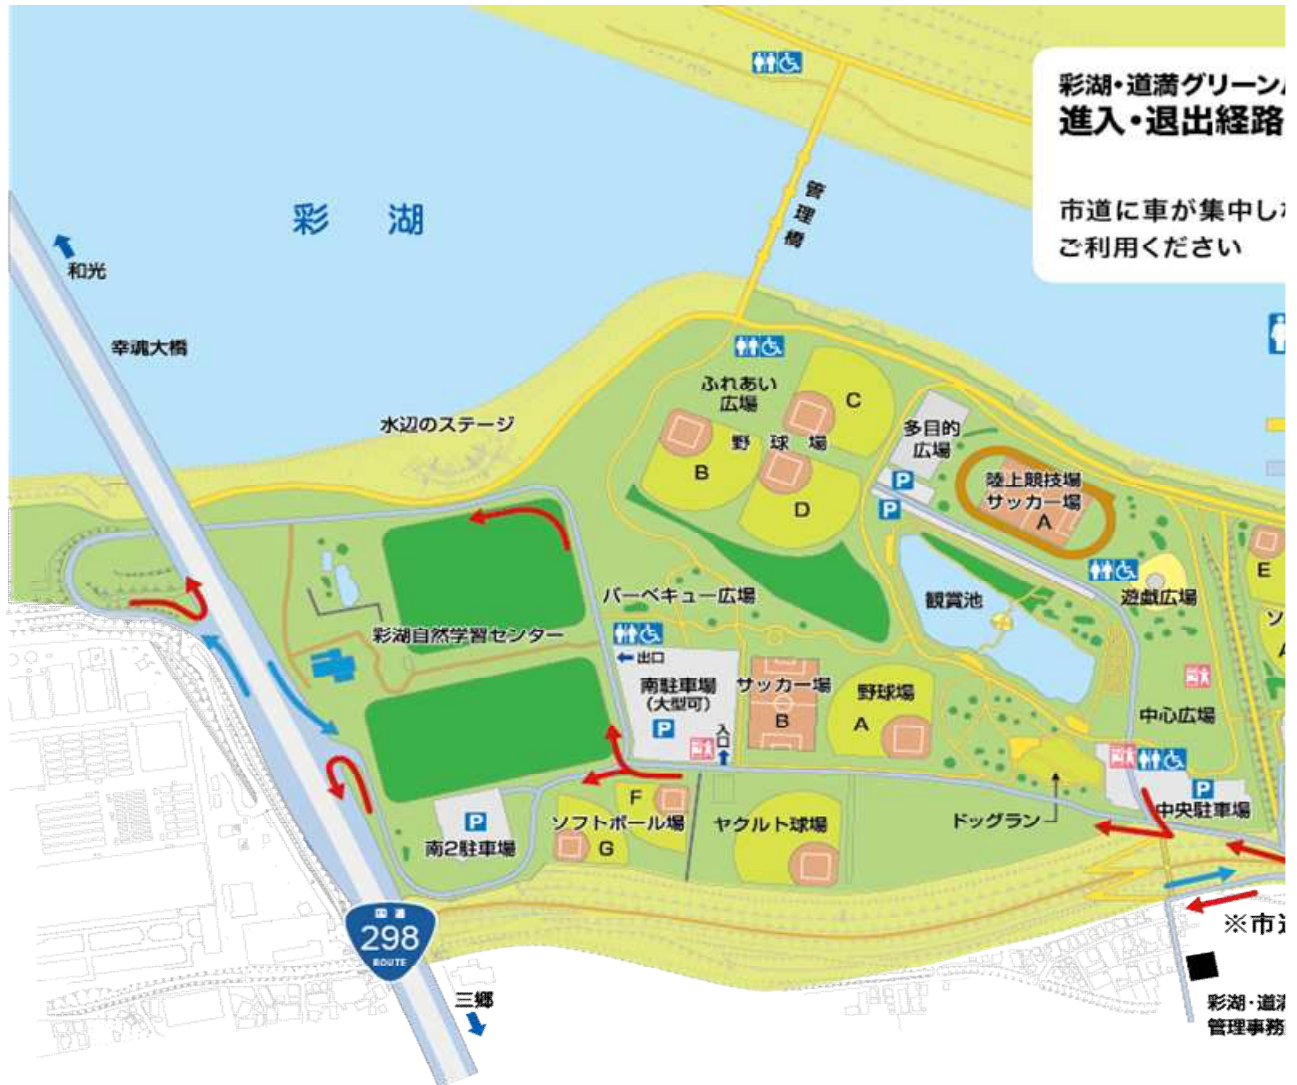 彩湖・道満グリーン
進入・退出経路
市道に車が集中し
ご利用ください
管理橋
彩 湖
和光
幸魂大橋
水辺のステージ
ふれあい
広場
C
野 球 場
B
D
多目的
広場
P
P
陸上競技場
サッカー場
A
E
ソ
バーベキュー広場
観賞池
遊戯広場
彩湖自然学習センター
←出口
南駐車場
(大型可)
P
入口
サッカー場
B
野球場
A
中心広場
P
中央駐車場
ドッグラン
F
ソフトボール場
G
ヤクルト球場
P
南2駐車場
国道
298
ROUTE
三郷
※市
彩湖・道
管理事務